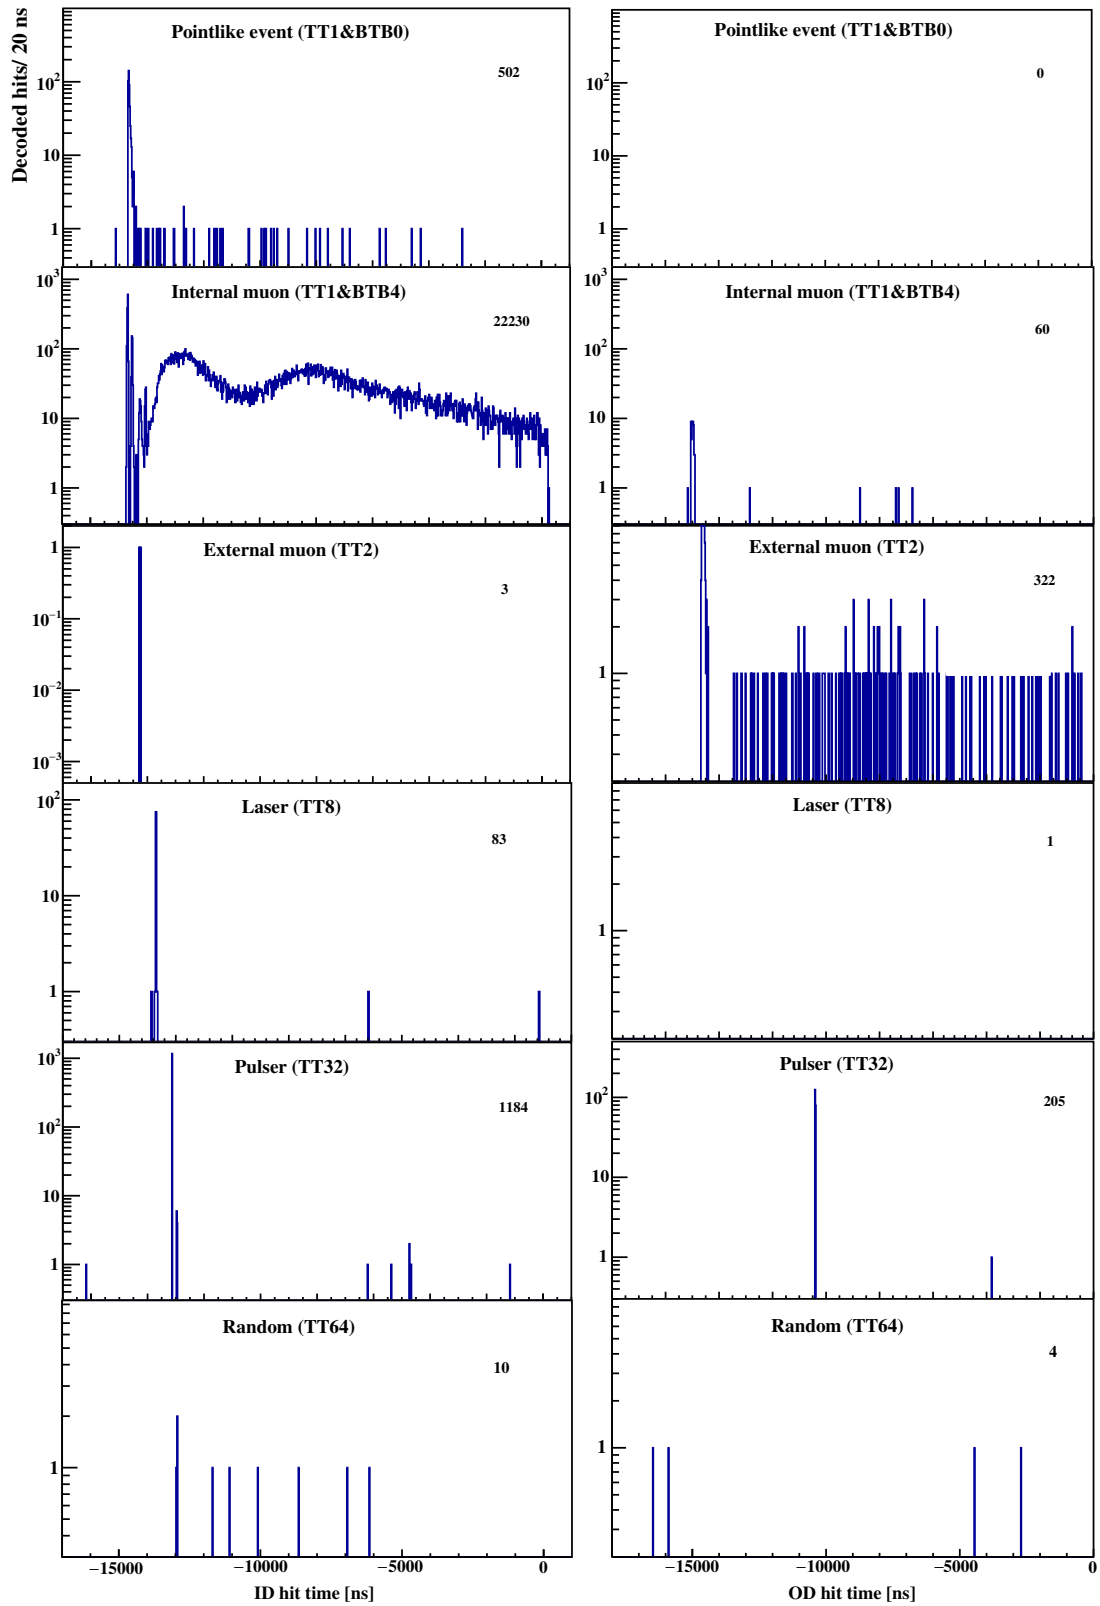 Decoded hits/ 20 ns
Pointlike event (TT1&BTB0)
502
10²
10
1
Pointlike event (TT1&BTB0)
0
10²
10
1
Internal muon (TT1&BTB4)
22230
10³
10²
10
1
Internal muon (TT1&BTB4)
60
10³
10²
10
1
External muon (TT2)
3
1
10⁻¹
10⁻²
10⁻³
External muon (TT2)
322
1
Laser (TT8)
83
10²
10
1
Laser (TT8)
1
1
Pulser (TT32)
1184
10³
10²
10
1
Pulser (TT32)
205
10²
10
1
Random (TT64)
10
1
Random (TT64)
4
1
−15000 −10000 −5000 0
ID hit time [ns]
−15000 −10000 −5000 0
OD hit time [ns]